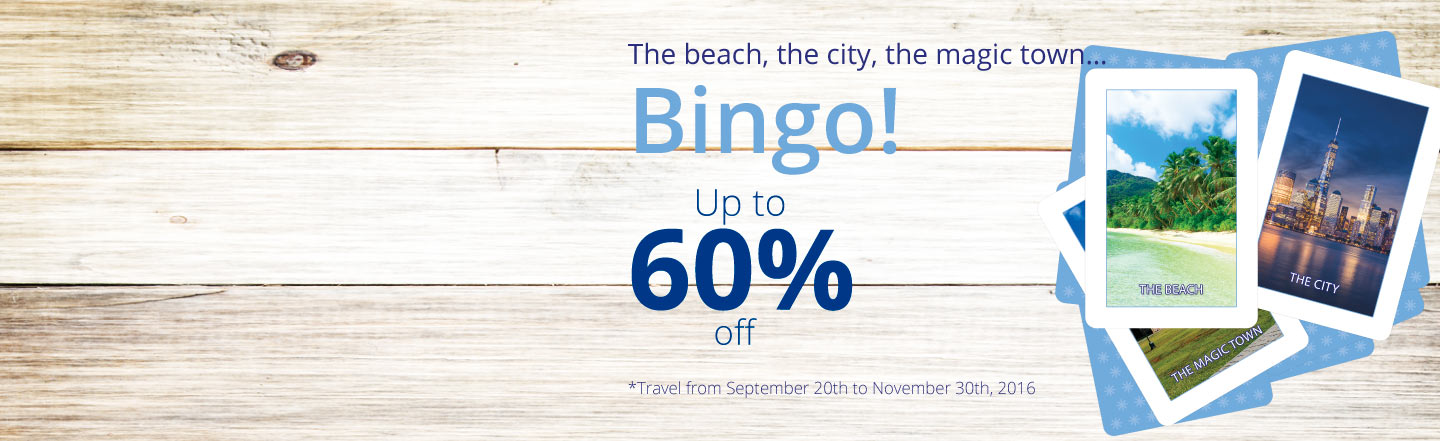 The beach, the city, the magic town...
Bingo!
Up to
60%
off
*Travel from September 20th to November 30th, 2016
THE BEACH
THE CITY
THE MAGIC TOWN